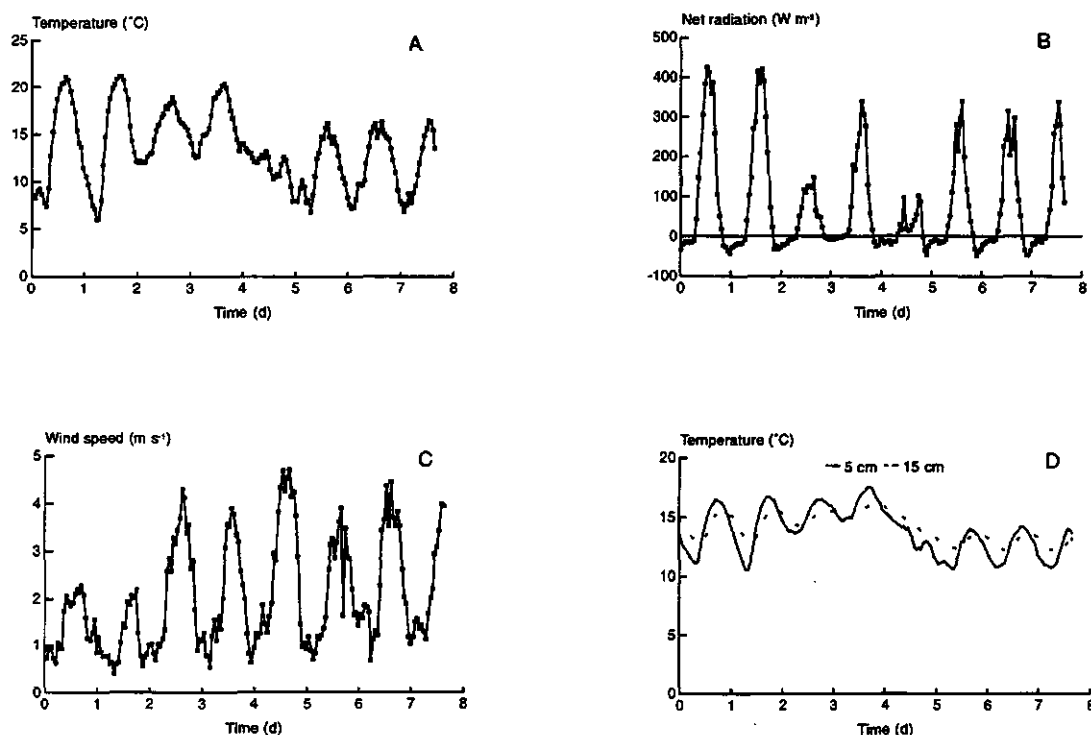 Temperature (°C)
A
25
20
15
10
5
0
0 1 2 3 4 5 6 7 8
Time (d)
Net radiation (W m⁻²)
B
500
400
300
200
100
0
-100
0 1 2 3 4 5 6 7 8
Time (d)
Wind speed (m s⁻¹)
C
5
4
3
2
1
0
0 1 2 3 4 5 6 7 8
Time (d)
Temperature (°C)
D
20
5 cm 15 cm
15
10
5
0
0 1 2 3 4 5 6 7 8
Time (d)